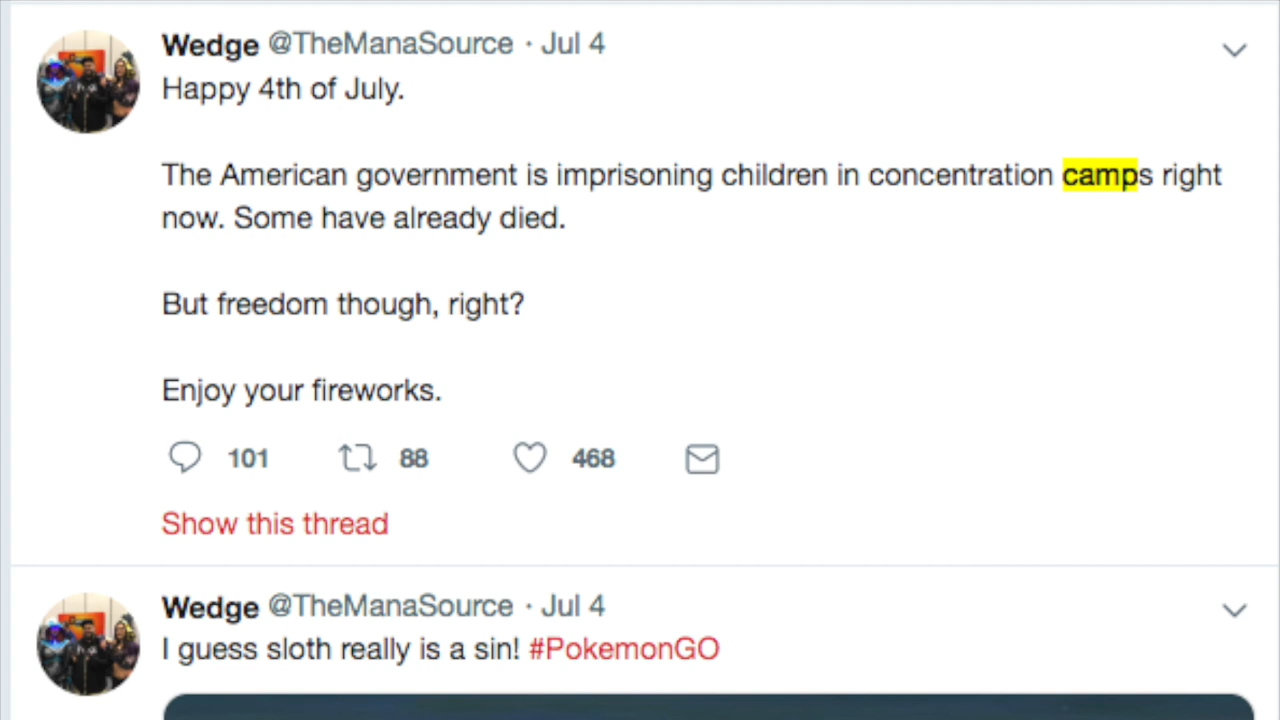 Wedge @TheManaSource · Jul 4
Happy 4th of July.
The American government is imprisoning children in concentration camps right
now. Some have already died.
But freedom though, right?
Enjoy your fireworks.
101 88 468
Show this thread
Wedge @TheManaSource · Jul 4
I guess sloth really is a sin! #PokemonGO